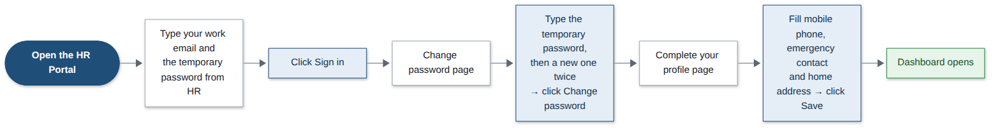 Open the HR
Portal
Type your work
email and
the temporary
password from
HR
Click Sign in
Change
password page
Type the
temporary
password,
then a new one
twice
→ click Change
password
Complete your
profile page
Fill mobile
phone,
emergency
contact
and home
address → click
Save
Dashboard opens